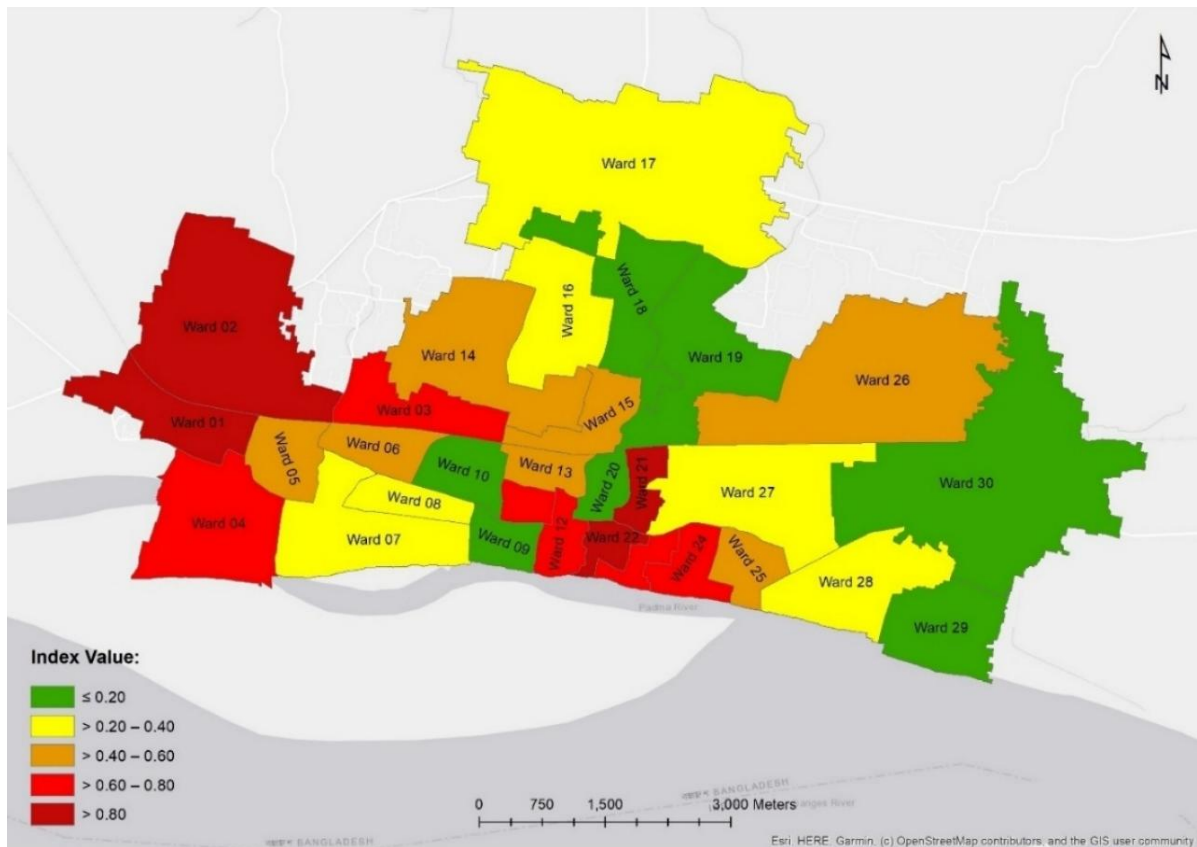 N
Ward 17
Ward 18
Ward 16
Ward 02
Ward 14
Ward 19
Ward 26
Ward 03
Ward 15
Ward 01
Ward 06
Ward 05
Ward 10
Ward 13
Ward 20
Ward 21
Ward 30
Ward 27
Ward 08
Ward 04
Ward 07
Ward 09
Ward 12
Ward 22
Ward 24
Ward 25
Ward 28
Padma River
Ward 29
Index Value:
≤ 0.20
> 0.20 – 0.40
> 0.40 – 0.60
> 0.60 – 0.80
> 0.80
BANGLADESH
0 750 1,500 3,000 Meters
anges River
BANGLADESH
Esri, HERE, Garmin, (c) OpenStreetMap contributors, and the GIS user community